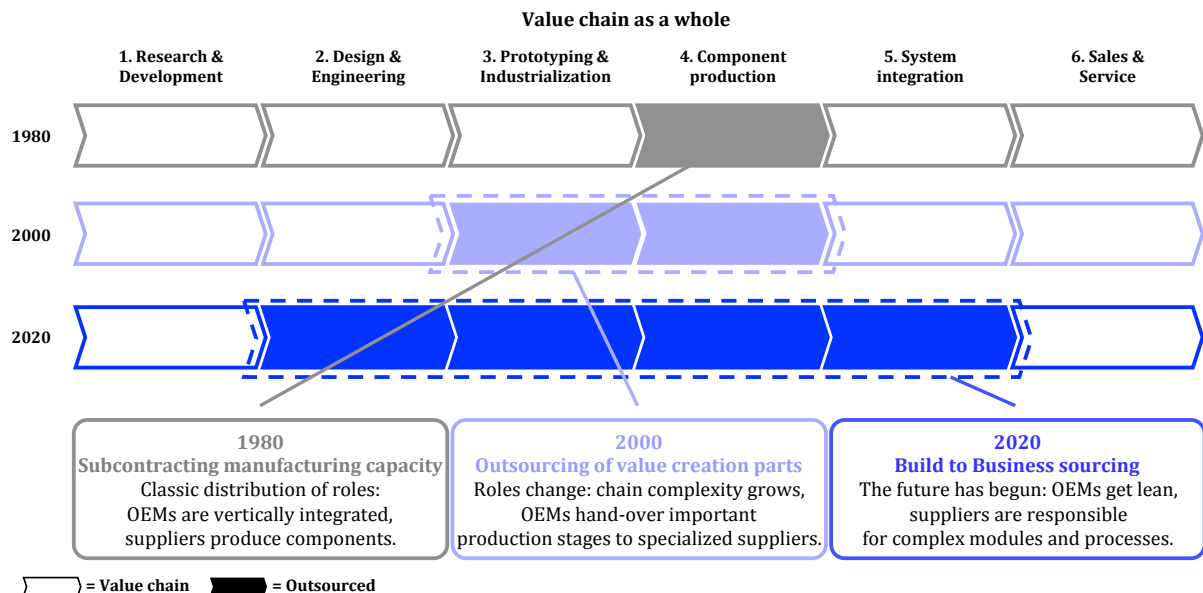 Value chain as a whole
1. Research &
Development
2. Design &
Engineering
3. Prototyping &
Industrialization
4. Component
production
5. System
integration
6. Sales &
Service
1980
2000
2020
1980
Subcontracting manufacturing capacity
Classic distribution of roles:
OEMs are vertically integrated,
suppliers produce components.
2000
Outsourcing of value creation parts
Roles change: chain complexity grows,
OEMs hand-over important
production stages to specialized suppliers.
2020
Build to Business sourcing
The future has begun: OEMs get lean,
suppliers are responsible
for complex modules and processes.
= Value chain
= Outsourced